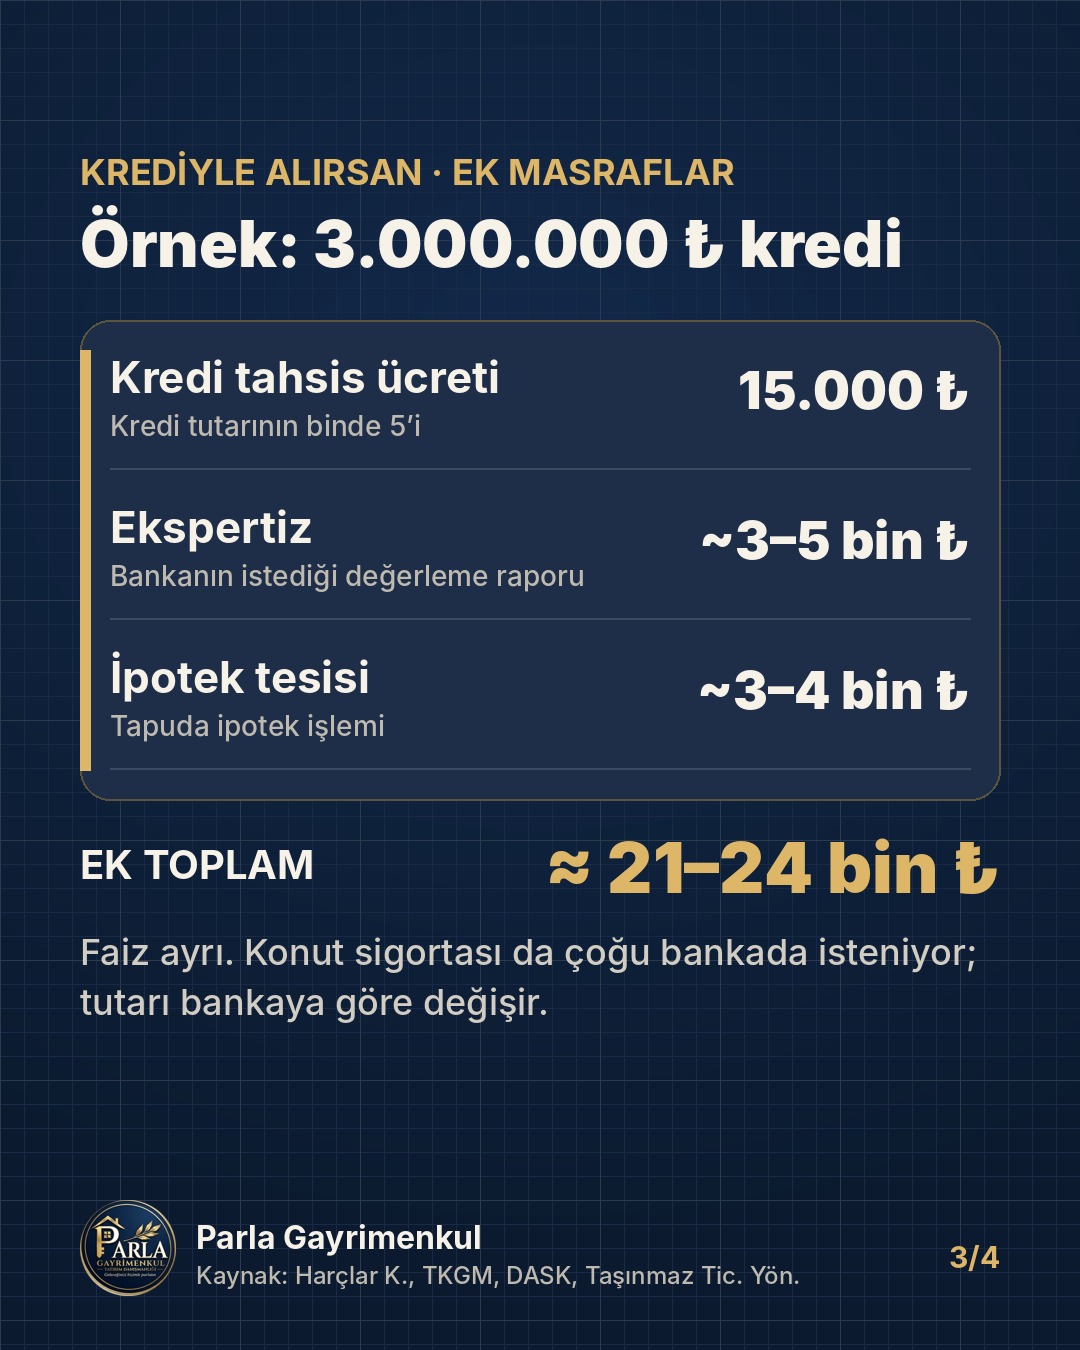 KREDİYLE ALIRSAN · EK MASRAFLAR
Örnek: 3.000.000 ₺ kredi
Kredi tahsis ücreti
15.000 ₺
Kredi tutarının binde 5’i
Ekspertiz
~3–5 bin ₺
Bankanın istediği değerleme raporu
İpotek tesisi
~3–4 bin ₺
Tapuda ipotek işlemi
EK TOPLAM
≈ 21–24 bin ₺
Faiz ayrı. Konut sigortası da çoğu bankada isteniyor;
tutarı bankaya göre değişir.
PARLA
GAYRİMENKUL
Parla Gayrimenkul
Kaynak: Harçlar K., TKGM, DASK, Taşınmaz Tic. Yön.
3/4